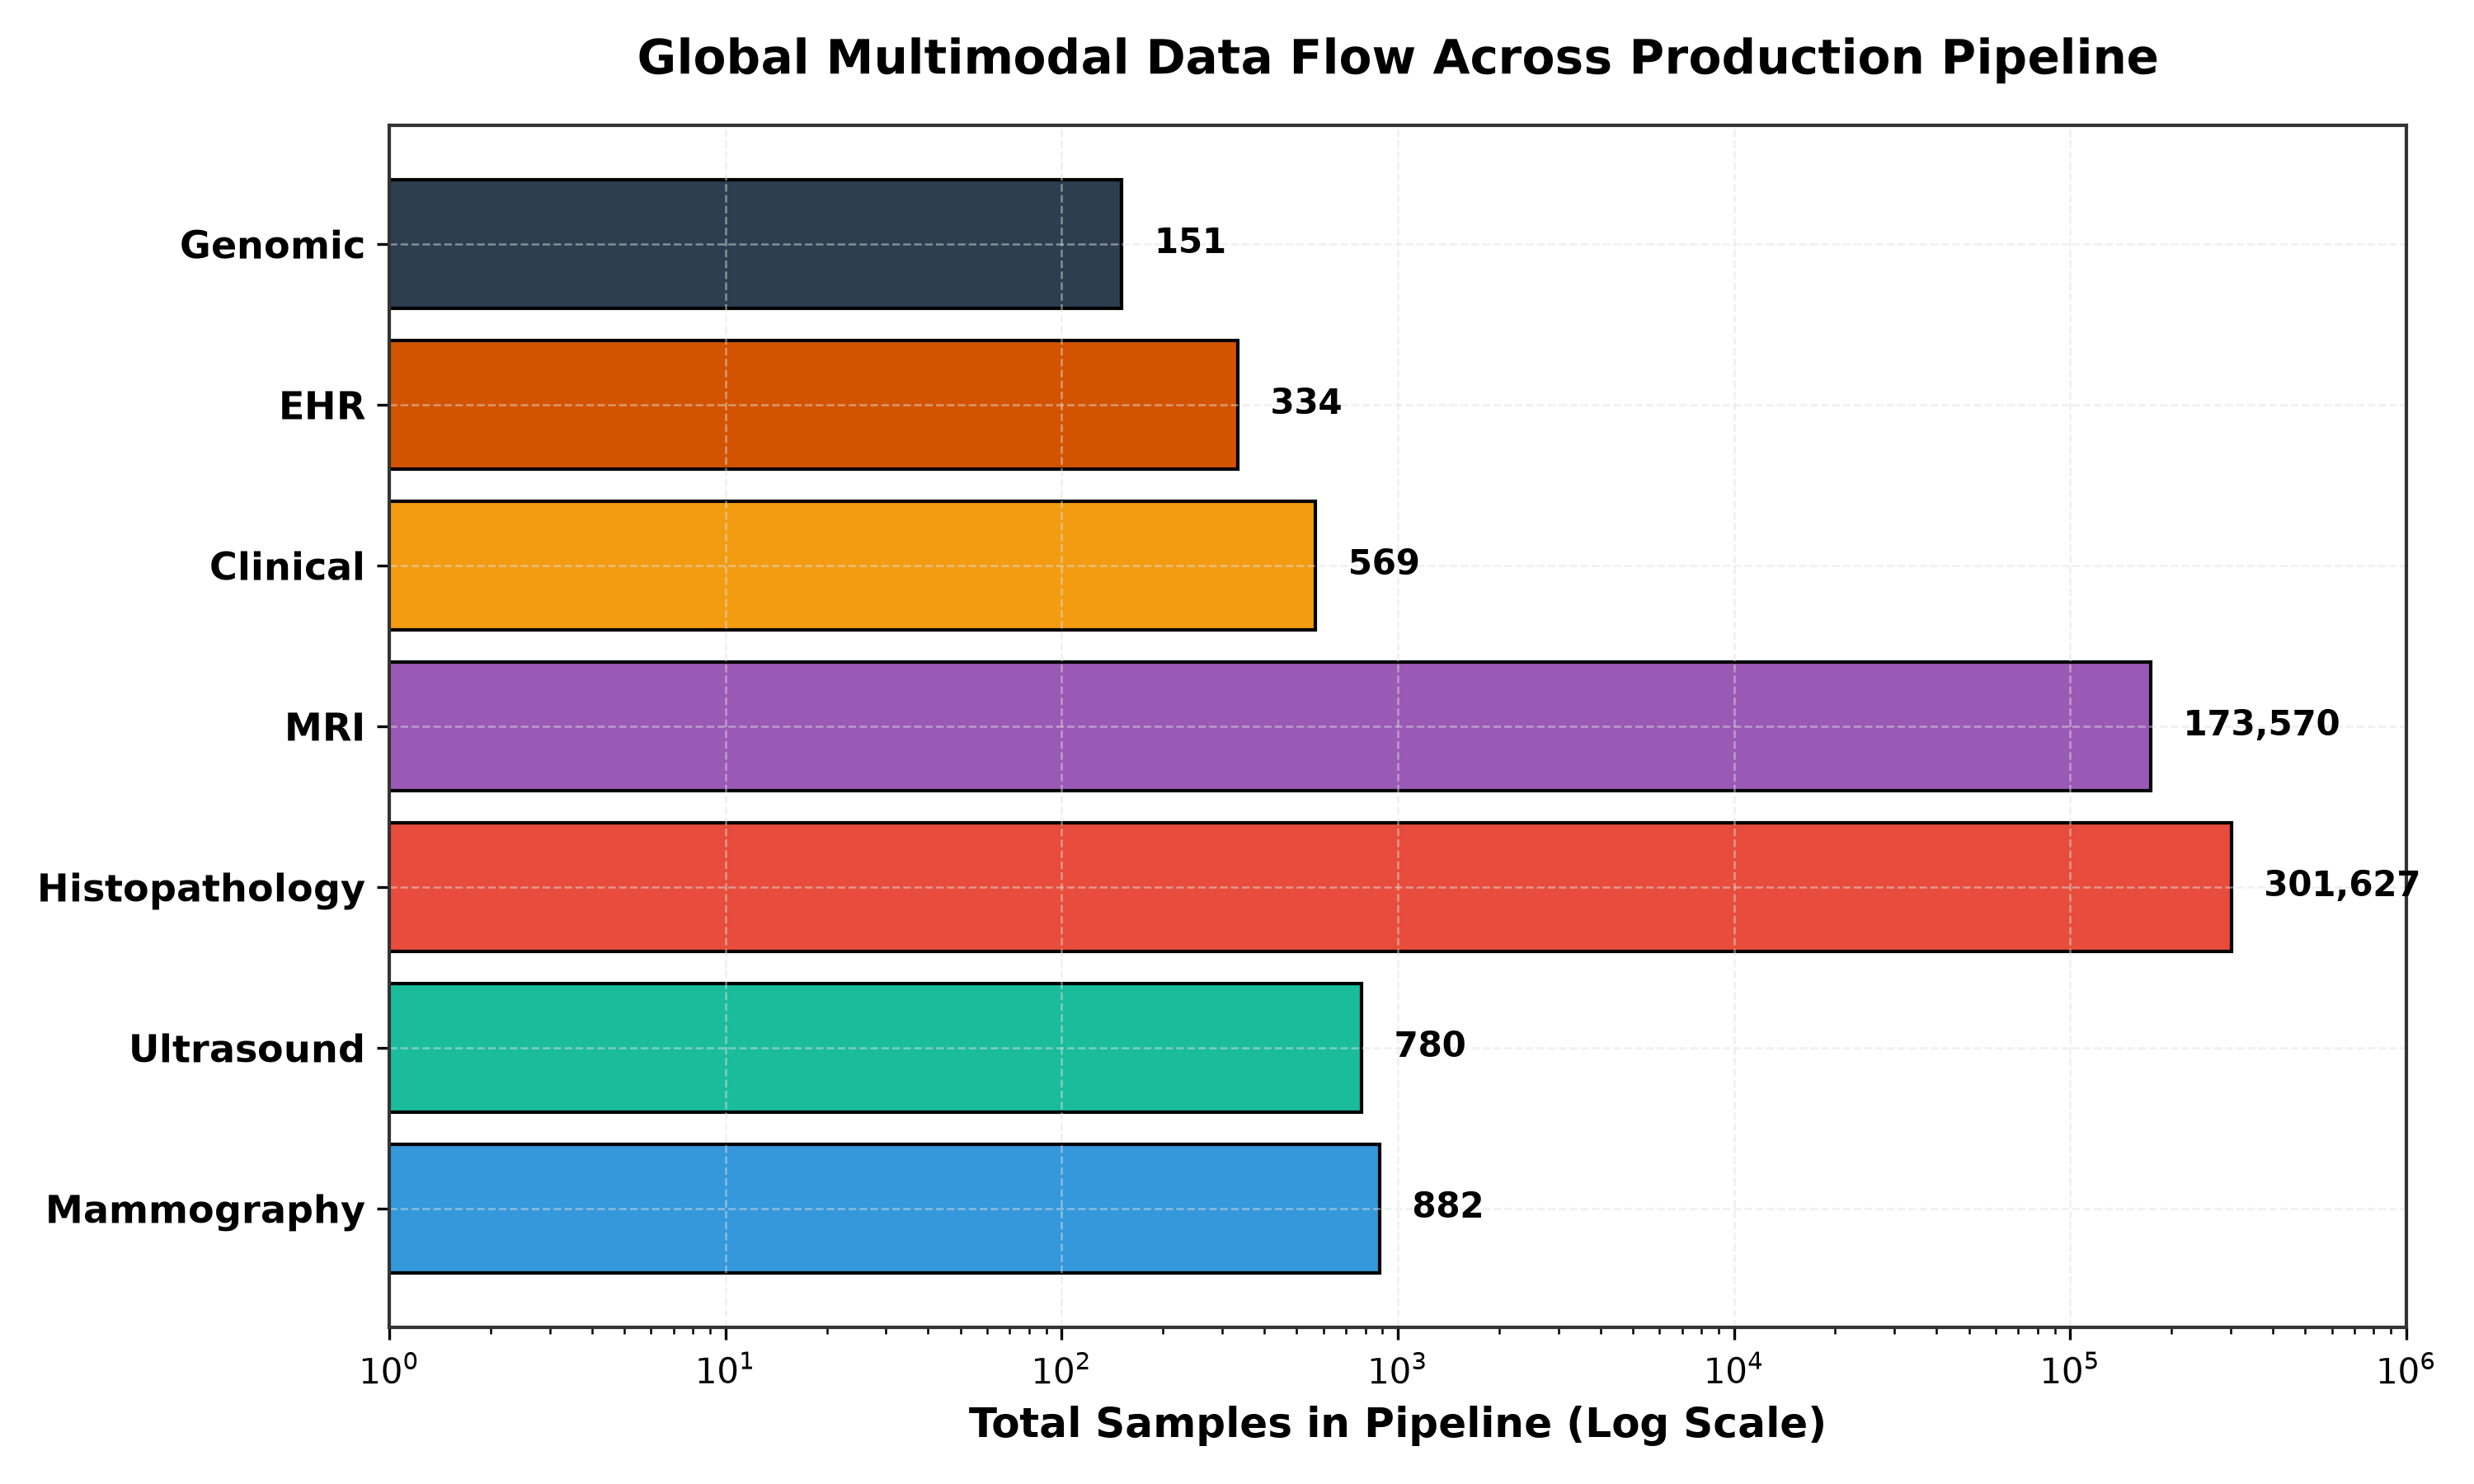 Global Multimodal Data Flow Across Production Pipeline
Genomic
151
EHR
334
Clinical
569
MRI
173,570
Histopathology
301,627
Ultrasound
780
Mammography
882
10⁰ 10¹ 10² 10³ 10⁴ 10⁵ 10⁶
Total Samples in Pipeline (Log Scale)